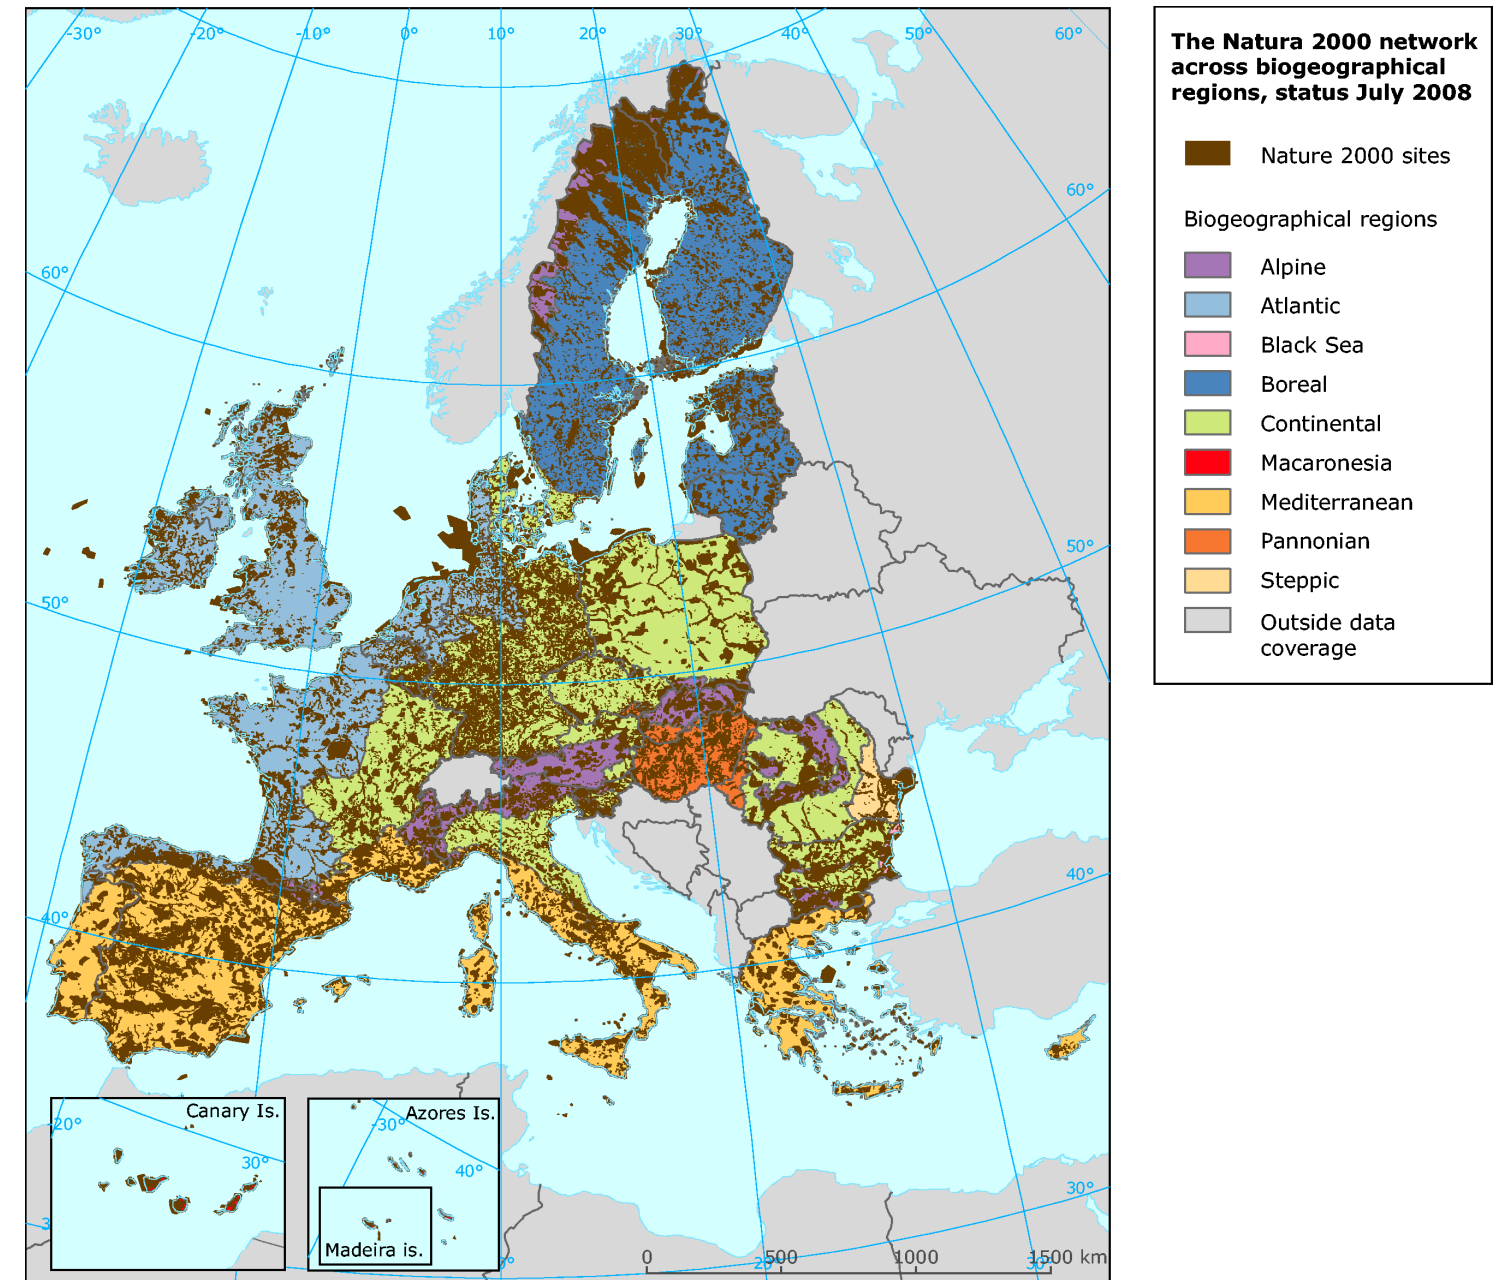 -30°
-20°
-10°
0°
10°
20°
30°
40°
50°
60°
The Natura 2000 network
across biogeographical
regions, status July 2008
Nature 2000 sites
Biogeographical regions
Alpine
Atlantic
Black Sea
Boreal
Continental
Macaronesia
Mediterranean
Pannonian
Steppic
Outside data
coverage
60°
60°
50°
50°
40°
40°
30°
Canary Is.
-20°
30°
Azores Is.
-30°
40°
Madeira is.
0 500 1000 1500 km